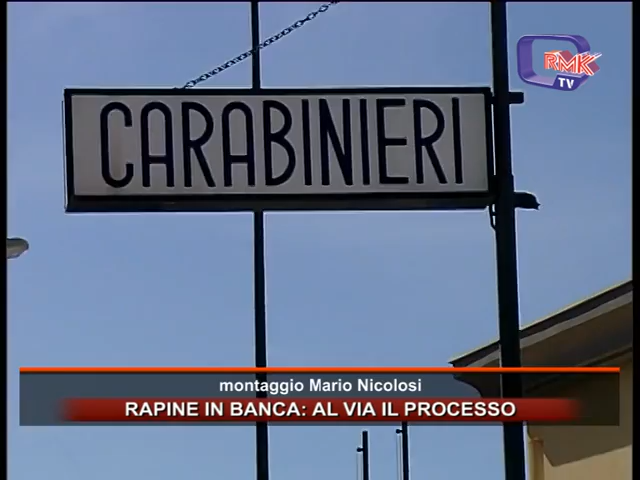 RMK
TV
CARABINIERI
montaggio Mario Nicolosi
RAPINE IN BANCA: AL VIA IL PROCESSO